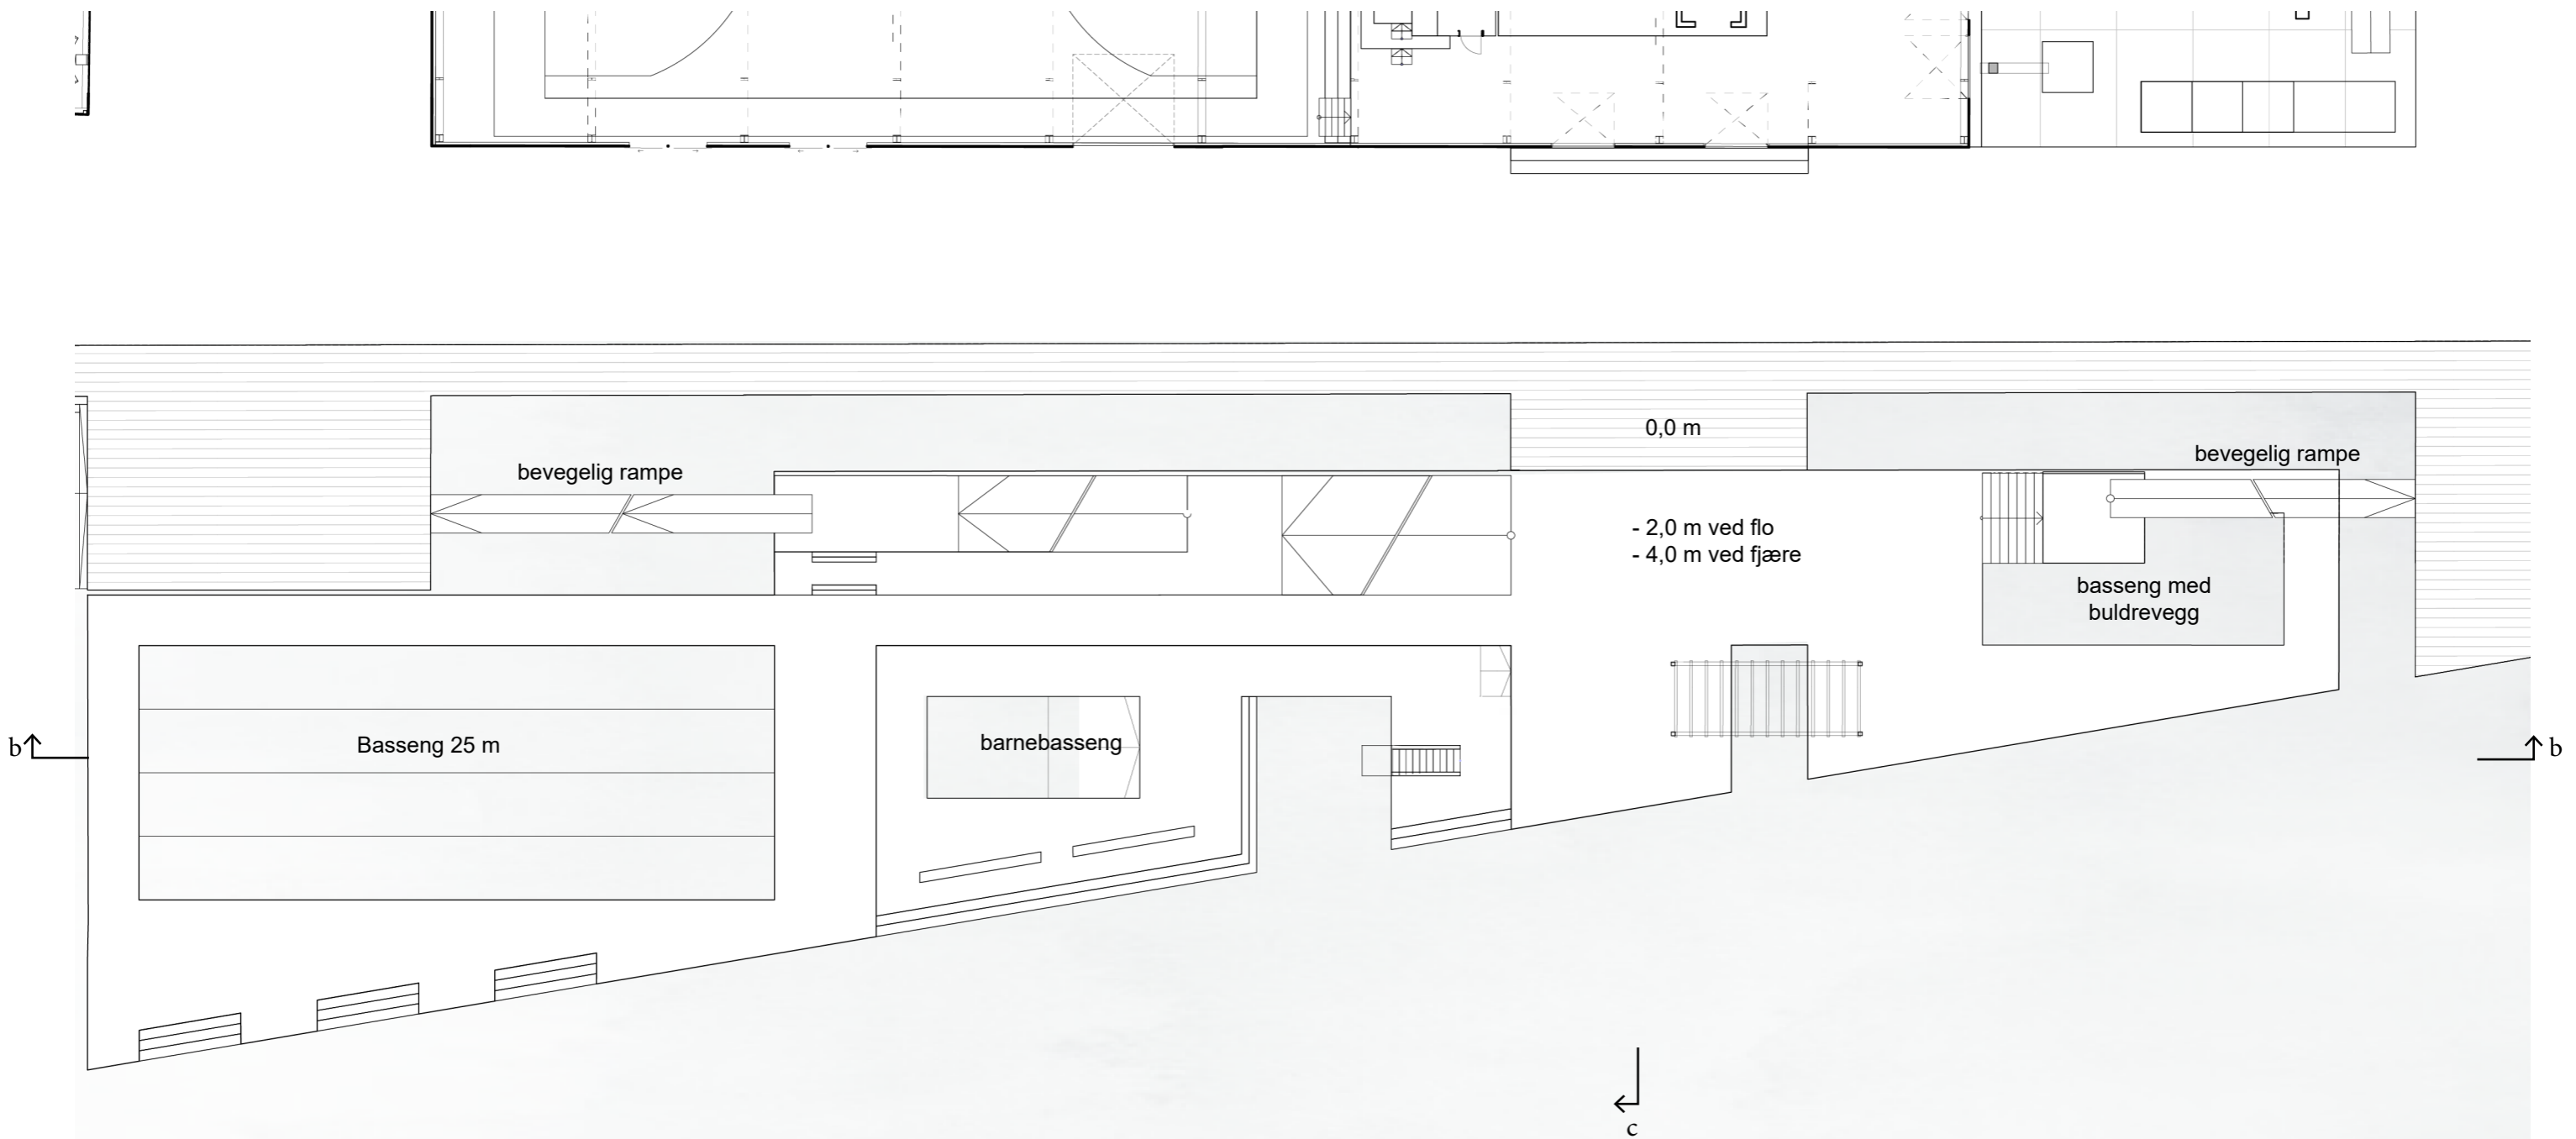 0,0 m
bevegelig rampe
bevegelig rampe
- 2,0 m ved flo
- 4,0 m ved fjære
basseng med
buldrevegg
Basseng 25 m
barnebasseng
b
b
c